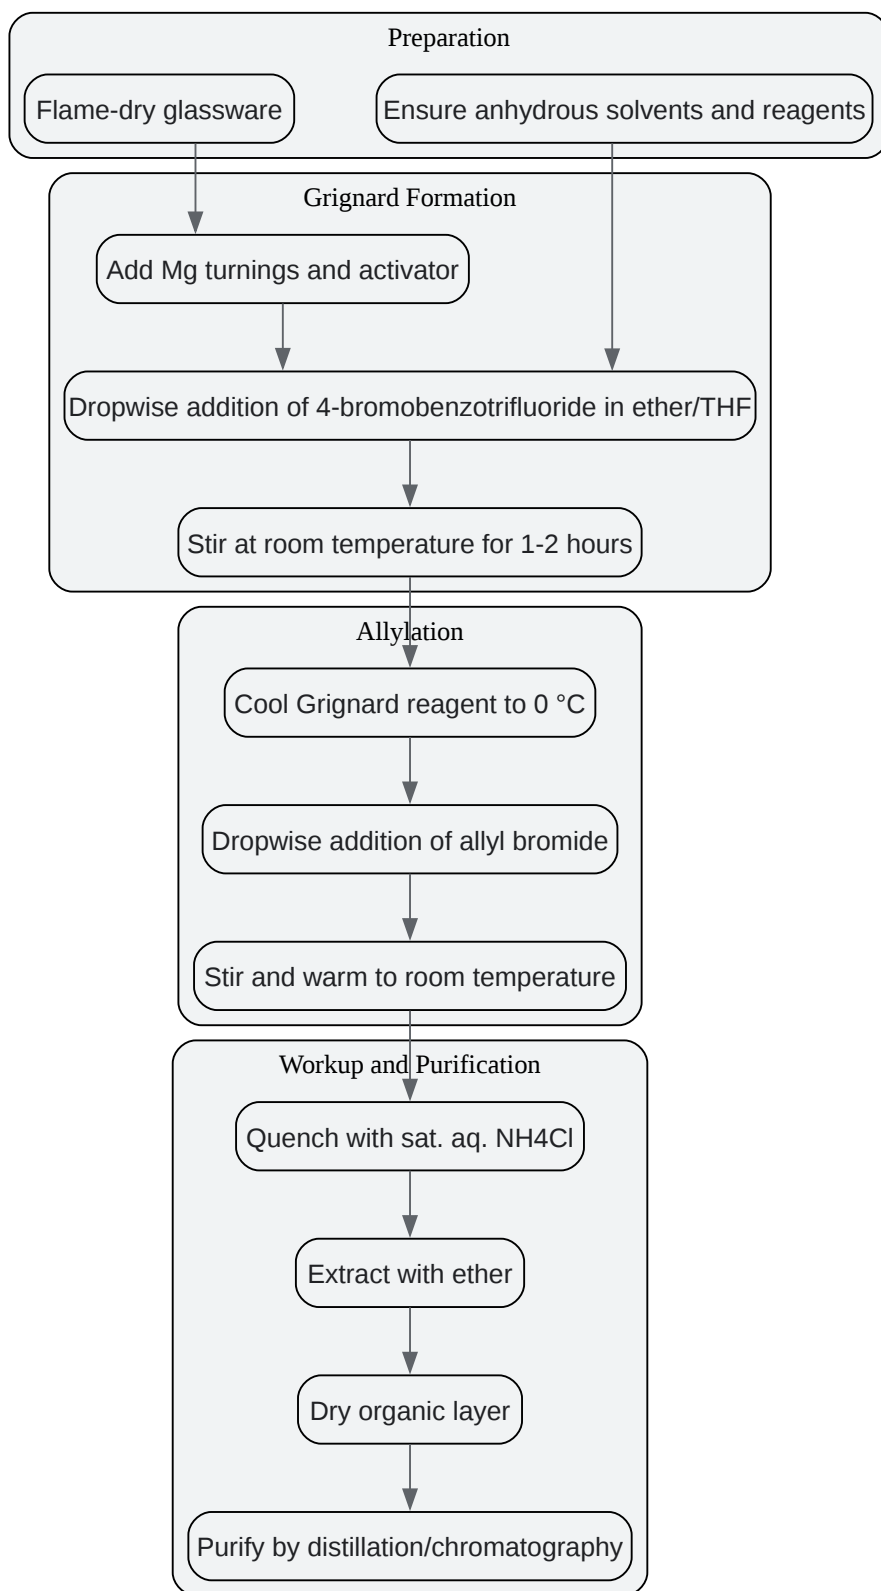 Preparation
Flame-dry glassware
Ensure anhydrous solvents and reagents
Grignard Formation
Add Mg turnings and activator
Dropwise addition of 4-bromobenzotrifluoride in ether/THF
Stir at room temperature for 1-2 hours
Allylation
Cool Grignard reagent to 0 °C
Dropwise addition of allyl bromide
Stir and warm to room temperature
Workup and Purification
Quench with sat. aq. NH4Cl
Extract with ether
Dry organic layer
Purify by distillation/chromatography